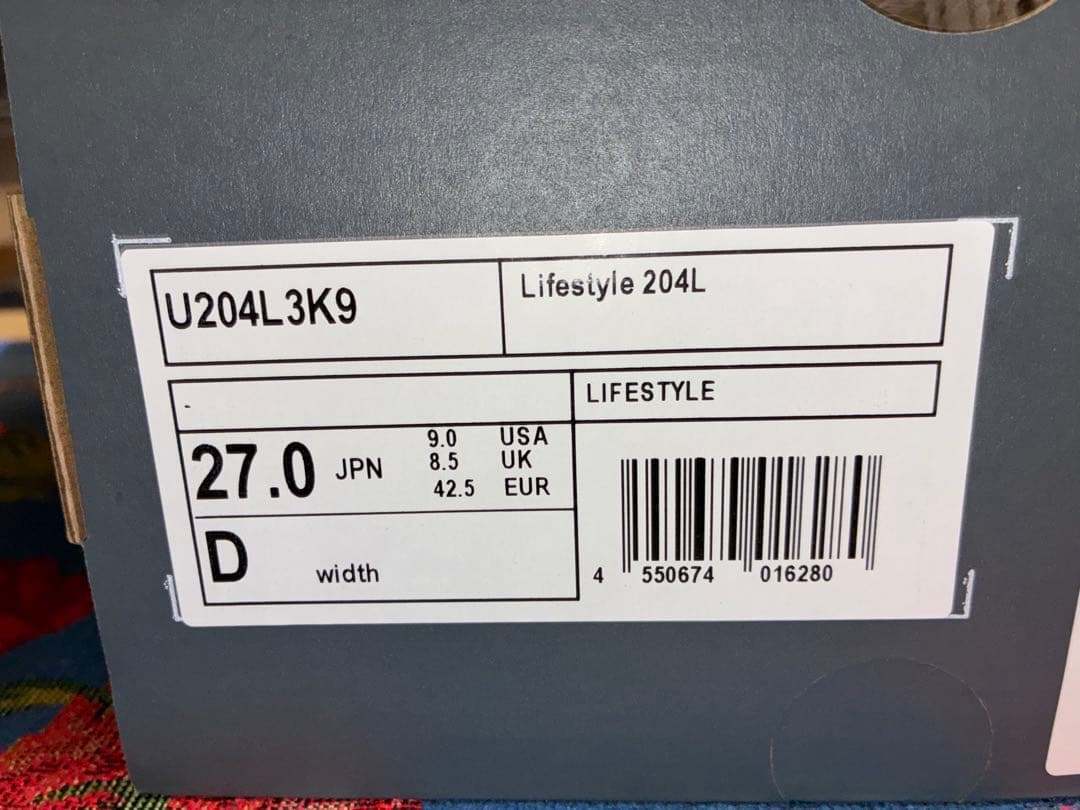 U204L3K9
Lifestyle 204L
-
LIFESTYLE
27.0 JPN
9.0 USA
8.5 UK
42.5 EUR
D width
4 550674 016280